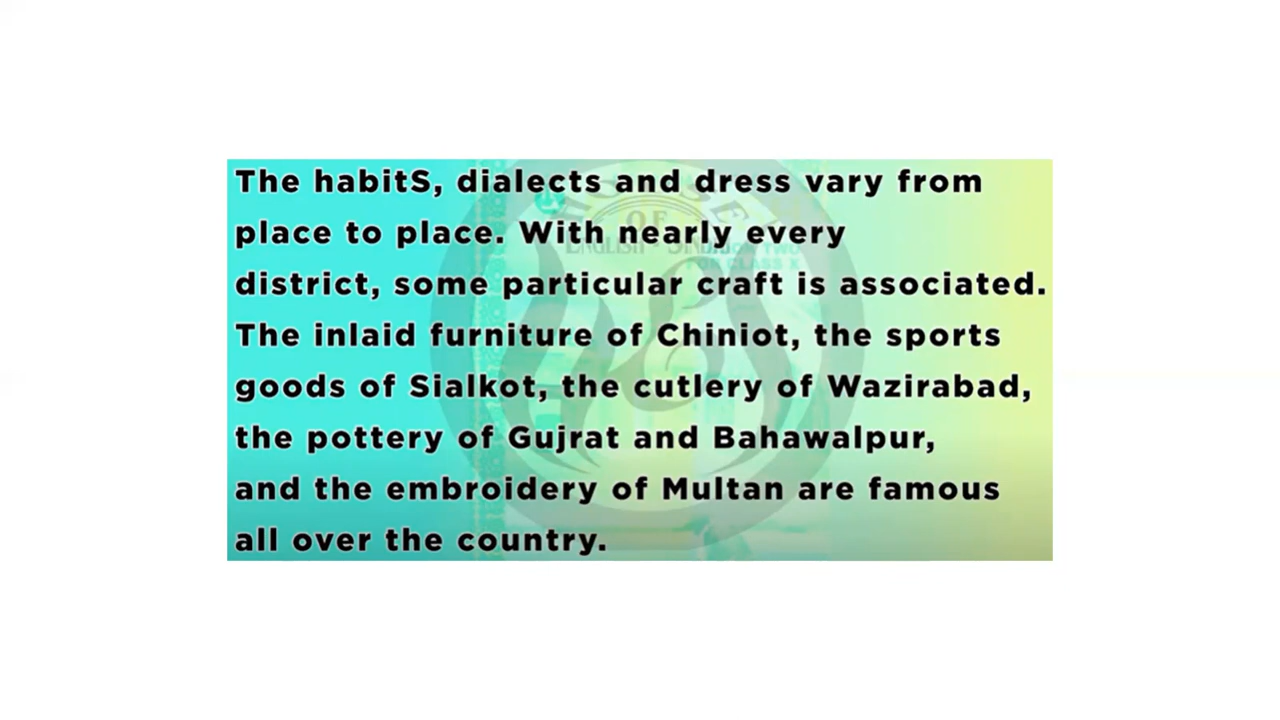 The habitS, dialects and dress vary from
place to place. With nearly every
district, some particular craft is associated.
The inlaid furniture of Chiniot, the sports
goods of Sialkot, the cutlery of Wazirabad,
the pottery of Gujrat and Bahawalpur,
and the embroidery of Multan are famous
all over the country.